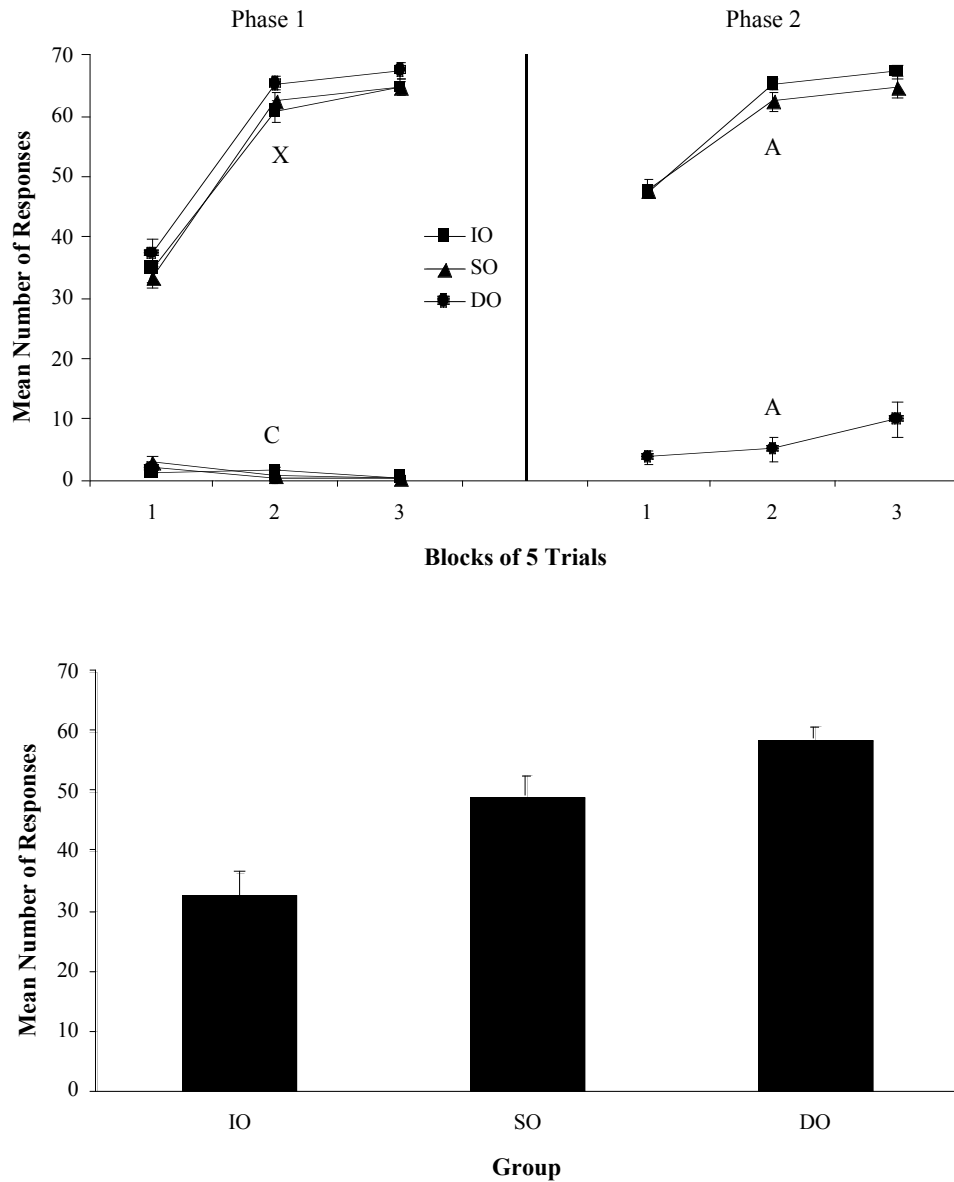 Phase 1 Phase 2
70
60
50
40
30
20
10
0
Mean Number of Responses
X
A
IO
SO
DO
C
A
1 2 3 1 2 3
Blocks of 5 Trials
70
60
50
40
30
20
10
0
Mean Number of Responses
IO SO DO
Group